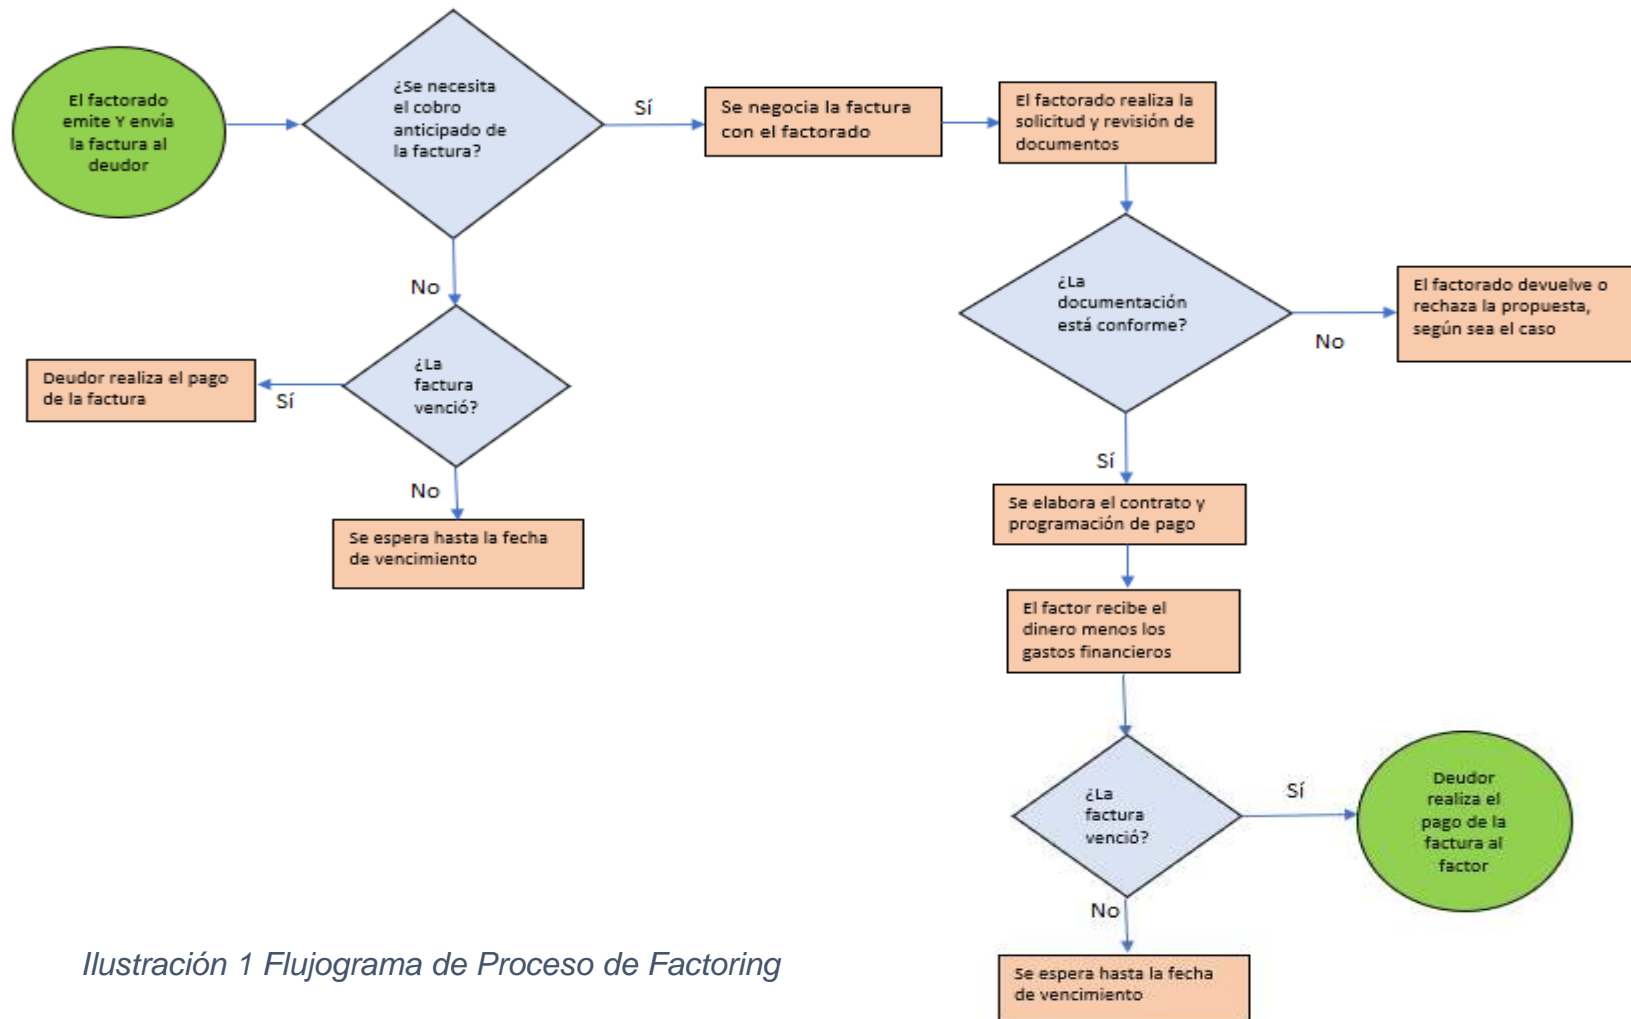 El factorado
emite Y envía
la factura al
deudor
¿Se necesita
el cobro
anticipado de
la factura?
Sí
Se negocia la factura
con el factorado
El factorado realiza la
solicitud y revisión de
documentos
No
¿La
documentación
está conforme?
No
El factorado devuelve o
rechaza la propuesta,
según sea el caso
¿La
factura
venció?
Sí
Deudor realiza el pago
de la factura
No
Se espera hasta la fecha
de vencimiento
Sí
Se elabora el contrato y
programación de pago
El factor recibe el
dinero menos los
gastos financieros
¿La
factura
venció?
Sí
Deudor
realiza el
pago de la
factura al
factor
No
Se espera hasta la fecha
de vencimiento
Ilustración 1 Flujograma de Proceso de Factoring